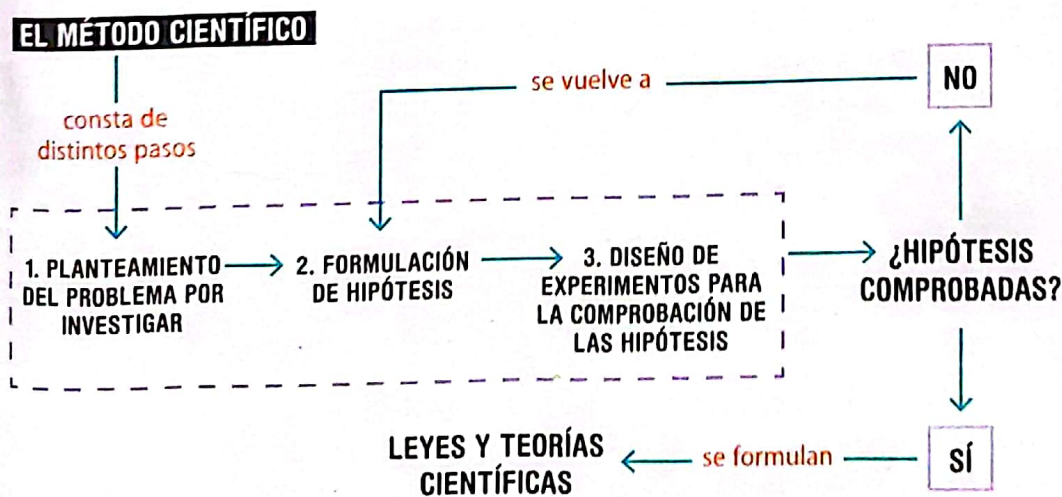 EL MÉTODO CIENTÍFICO
consta de
distintos pasos
1. PLANTEAMIENTO
DEL PROBLEMA POR
INVESTIGAR
2. FORMULACIÓN
DE HIPÓTESIS
3. DISEÑO DE
EXPERIMENTOS PARA
LA COMPROBACIÓN DE
LAS HIPÓTESIS
¿HIPÓTESIS
COMPROBADAS?
NO
se vuelve a
SÍ
se formulan
LEYES Y TEORÍAS
CIENTÍFICAS